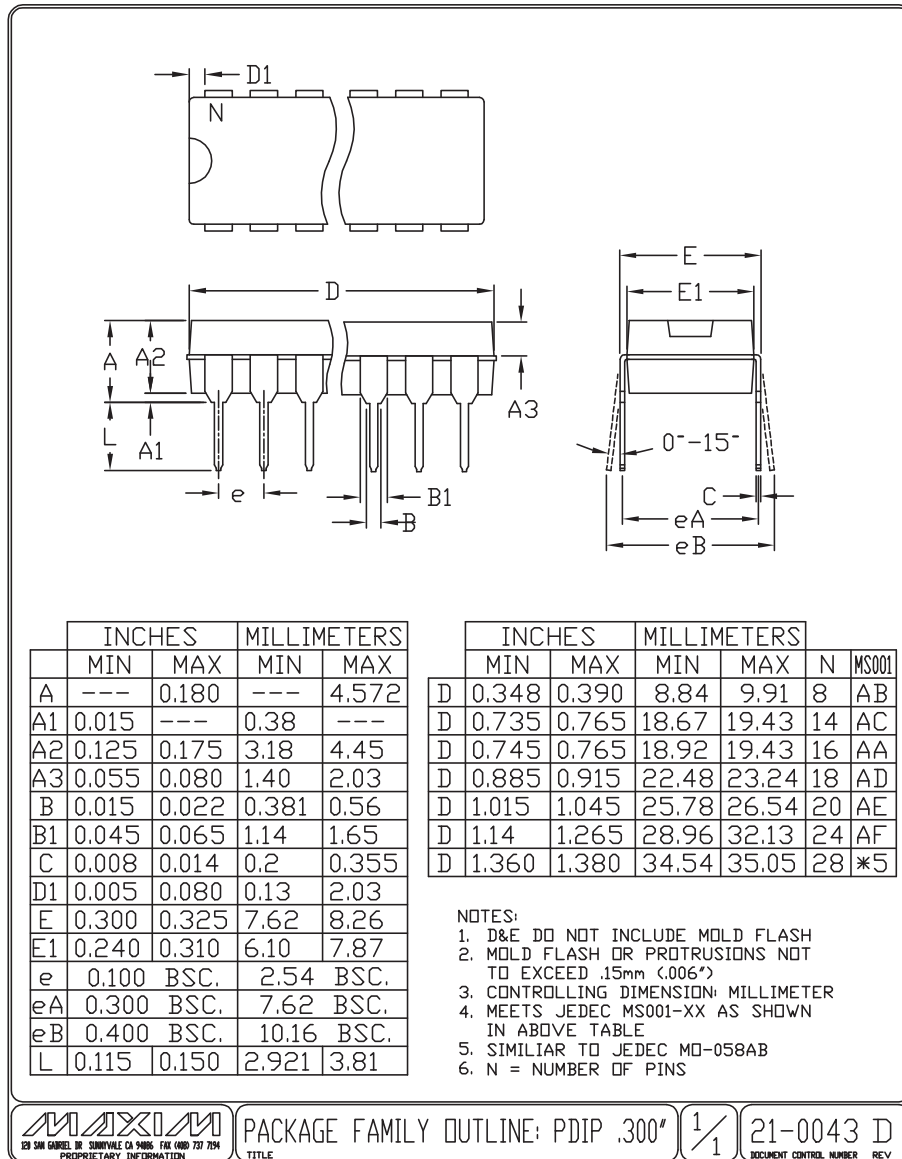 D1
N
E
E1
D
A
A2
A3
L
A1
0°-15°
e
B1
B
C
eA
eB
INCHES MILLIMETERS
MIN MAX MIN MAX
A --- 0.180 --- 4.572
A1 0.015 --- 0.38 ---
A2 0.125 0.175 3.18 4.45
A3 0.055 0.080 1.40 2.03
B 0.015 0.022 0.381 0.56
B1 0.045 0.065 1.14 1.65
C 0.008 0.014 0.2 0.355
D1 0.005 0.080 0.13 2.03
E 0.300 0.325 7.62 8.26
E1 0.240 0.310 6.10 7.87
e 0.100 BSC. 2.54 BSC.
eA 0.300 BSC. 7.62 BSC.
eB 0.400 BSC. 10.16 BSC.
L 0.115 0.150 2.921 3.81
INCHES MILLIMETERS
MIN MAX MIN MAX N MS001
D 0.348 0.390 8.84 9.91 8 AB
D 0.735 0.765 18.67 19.43 14 AC
D 0.745 0.765 18.92 19.43 16 AA
D 0.885 0.915 22.48 23.24 18 AD
D 1.015 1.045 25.78 26.54 20 AE
D 1.14 1.265 28.96 32.13 24 AF
D 1.360 1.380 34.54 35.05 28 *5
NOTES:
1. D&E DO NOT INCLUDE MOLD FLASH
2. MOLD FLASH OR PROTRUSIONS NOT
TO EXCEED .15mm (.006")
3. CONTROLLING DIMENSION: MILLIMETER
4. MEETS JEDEC MS001-XX AS SHOWN
IN ABOVE TABLE
5. SIMILIAR TO JEDEC MO-058AB
6. N = NUMBER OF PINS
MAXIM
120 SAN GABRIEL DR SUNNYVALE CA 94086 FAX (408) 737 7194
PROPRIETARY INFORMATION
PACKAGE FAMILY OUTLINE: PDIP .300"
TITLE
1/1
21-0043 D
DOCUMENT CONTROL NUMBER REV